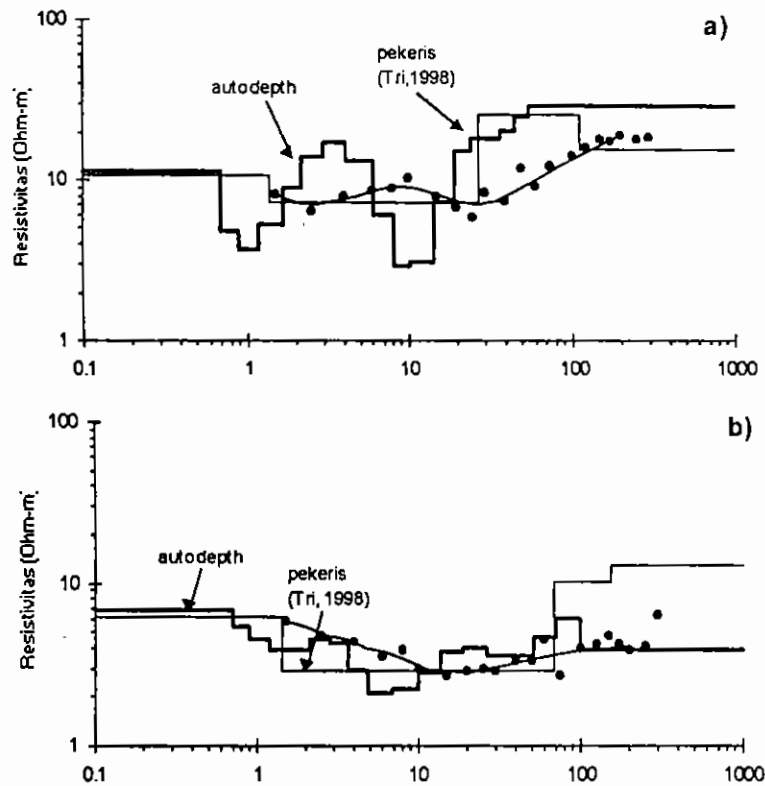 a)
100
10
1
Resistivitas (Ohm-m)
autodepth
pekeris
(Tri,1998)
0.1 1 10 100 1000
b)
100
10
1
Resistivitas (Ohm-m)
autodepth
pekeris
(Tri, 1998)
0.1 1 10 100 1000